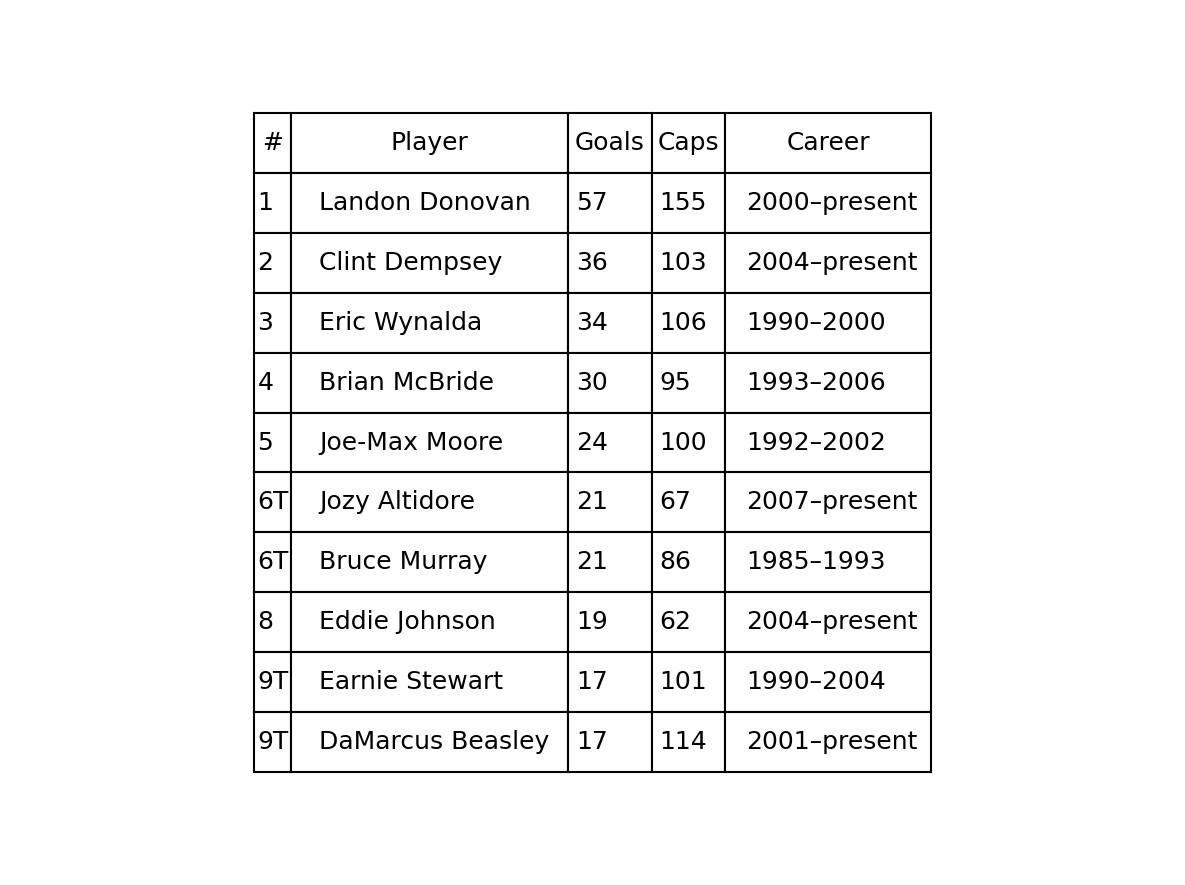 # Player Goals Caps Career
1 Landon Donovan 57 155 2000–present
2 Clint Dempsey 36 103 2004–present
3 Eric Wynalda 34 106 1990–2000
4 Brian McBride 30 95 1993–2006
5 Joe-Max Moore 24 100 1992–2002
6T Jozy Altidore 21 67 2007–present
6T Bruce Murray 21 86 1985–1993
8 Eddie Johnson 19 62 2004–present
9T Earnie Stewart 17 101 1990–2004
9T DaMarcus Beasley 17 114 2001–present